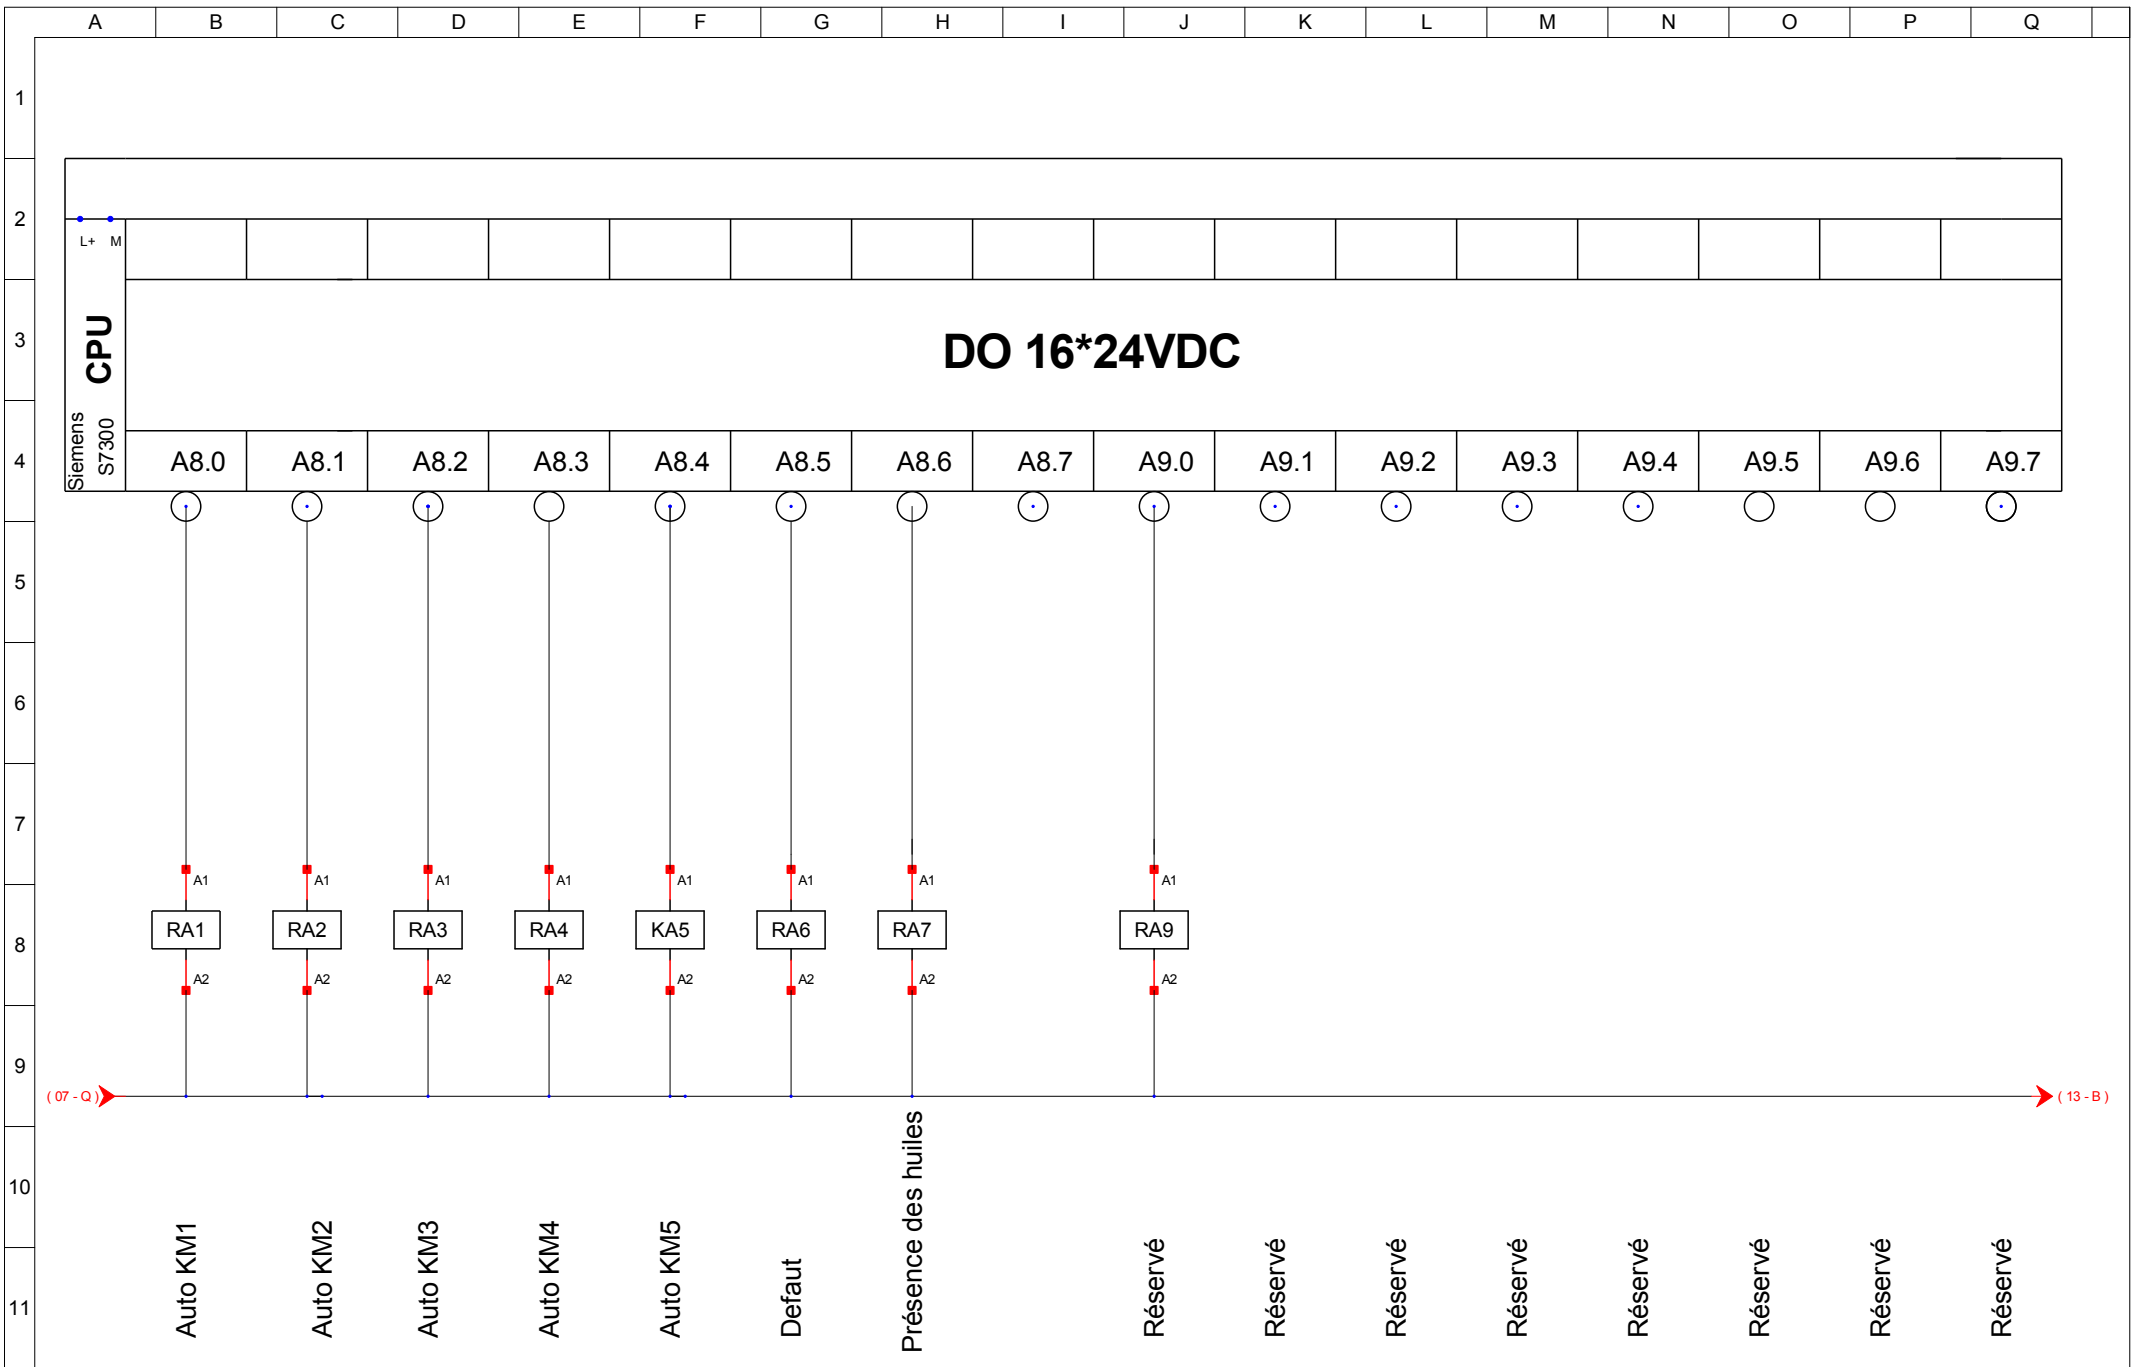 A B C D E F G H I J K L M N O P Q
1
2
L+ M
3
CPU
DO 16*24VDC
Siemens
S7300
4
A8.0 A8.1 A8.2 A8.3 A8.4 A8.5 A8.6 A8.7 A9.0 A9.1 A9.2 A9.3 A9.4 A9.5 A9.6 A9.7
5
6
7
A1 A1 A1 A1 A1 A1 A1 A1
8
RA1 RA2 RA3 RA4 KA5 RA6 RA7 RA9
A2 A2 A2 A2 A2 A2 A2 A2
9
( 07 - Q ) ( 13 - B )
10
11
Auto KM1
Auto KM2
Auto KM3
Auto KM4
Auto KM5
Defaut
Présence des huiles
Réservé
Réservé
Réservé
Réservé
Réservé
Réservé
Réservé
Réservé